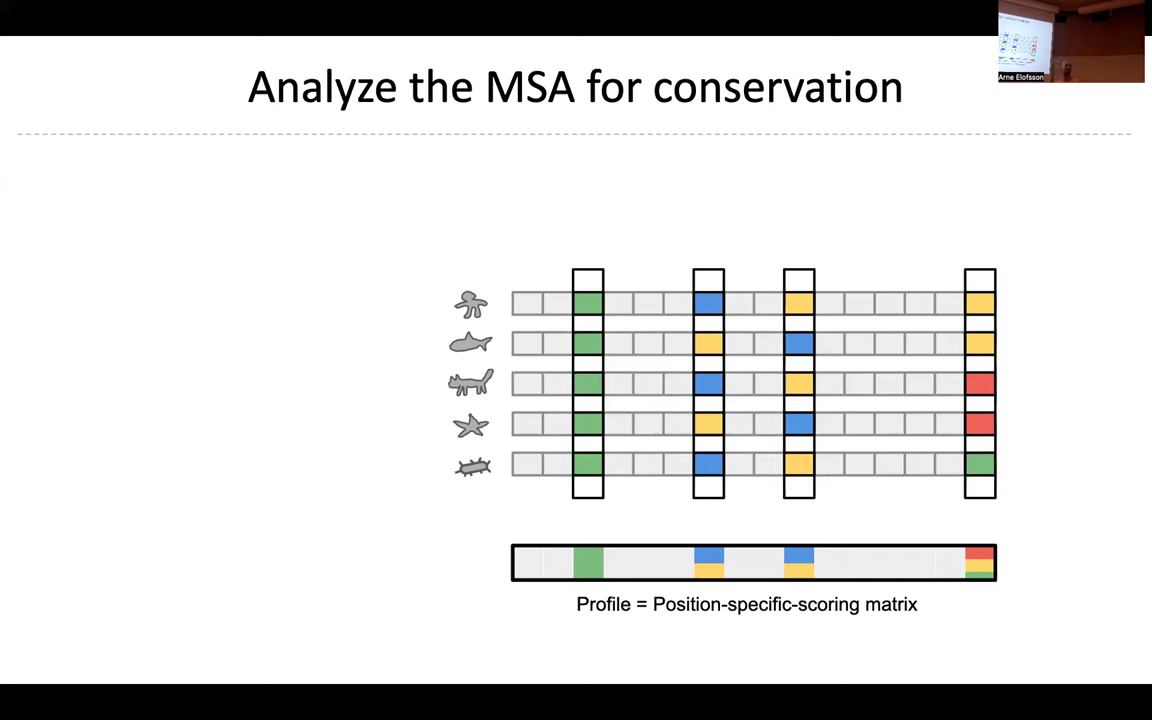 Analyze the MSA for conservation
Arne Elofsson
Profile = Position-specific-scoring matrix